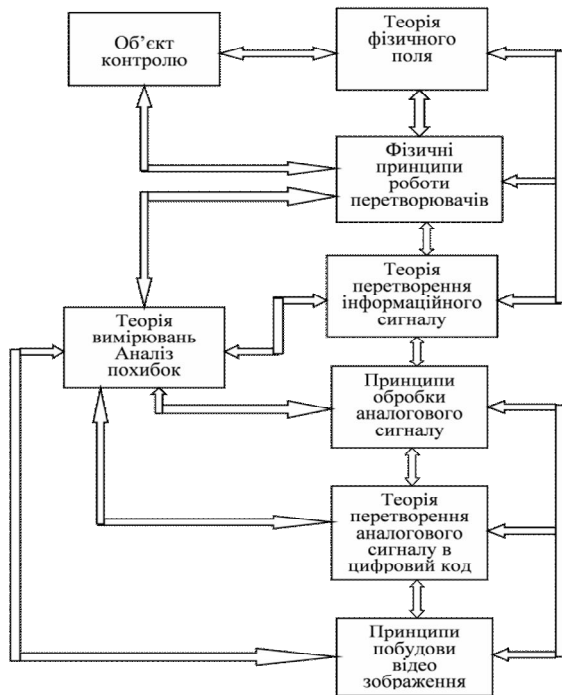 Об’єкт
контролю
Теорія
фізичного
поля
Фізичні
принципи
роботи
перетворювачів
Теорія
перетворення
інформаційного
сигналу
Теорія
вимірювань
Аналіз
похибок
Принципи
обробки
аналогового
сигналу
Теорія
перетворення
аналогового
сигналу в
цифровий код
Принципи
побудови
відео
зображення